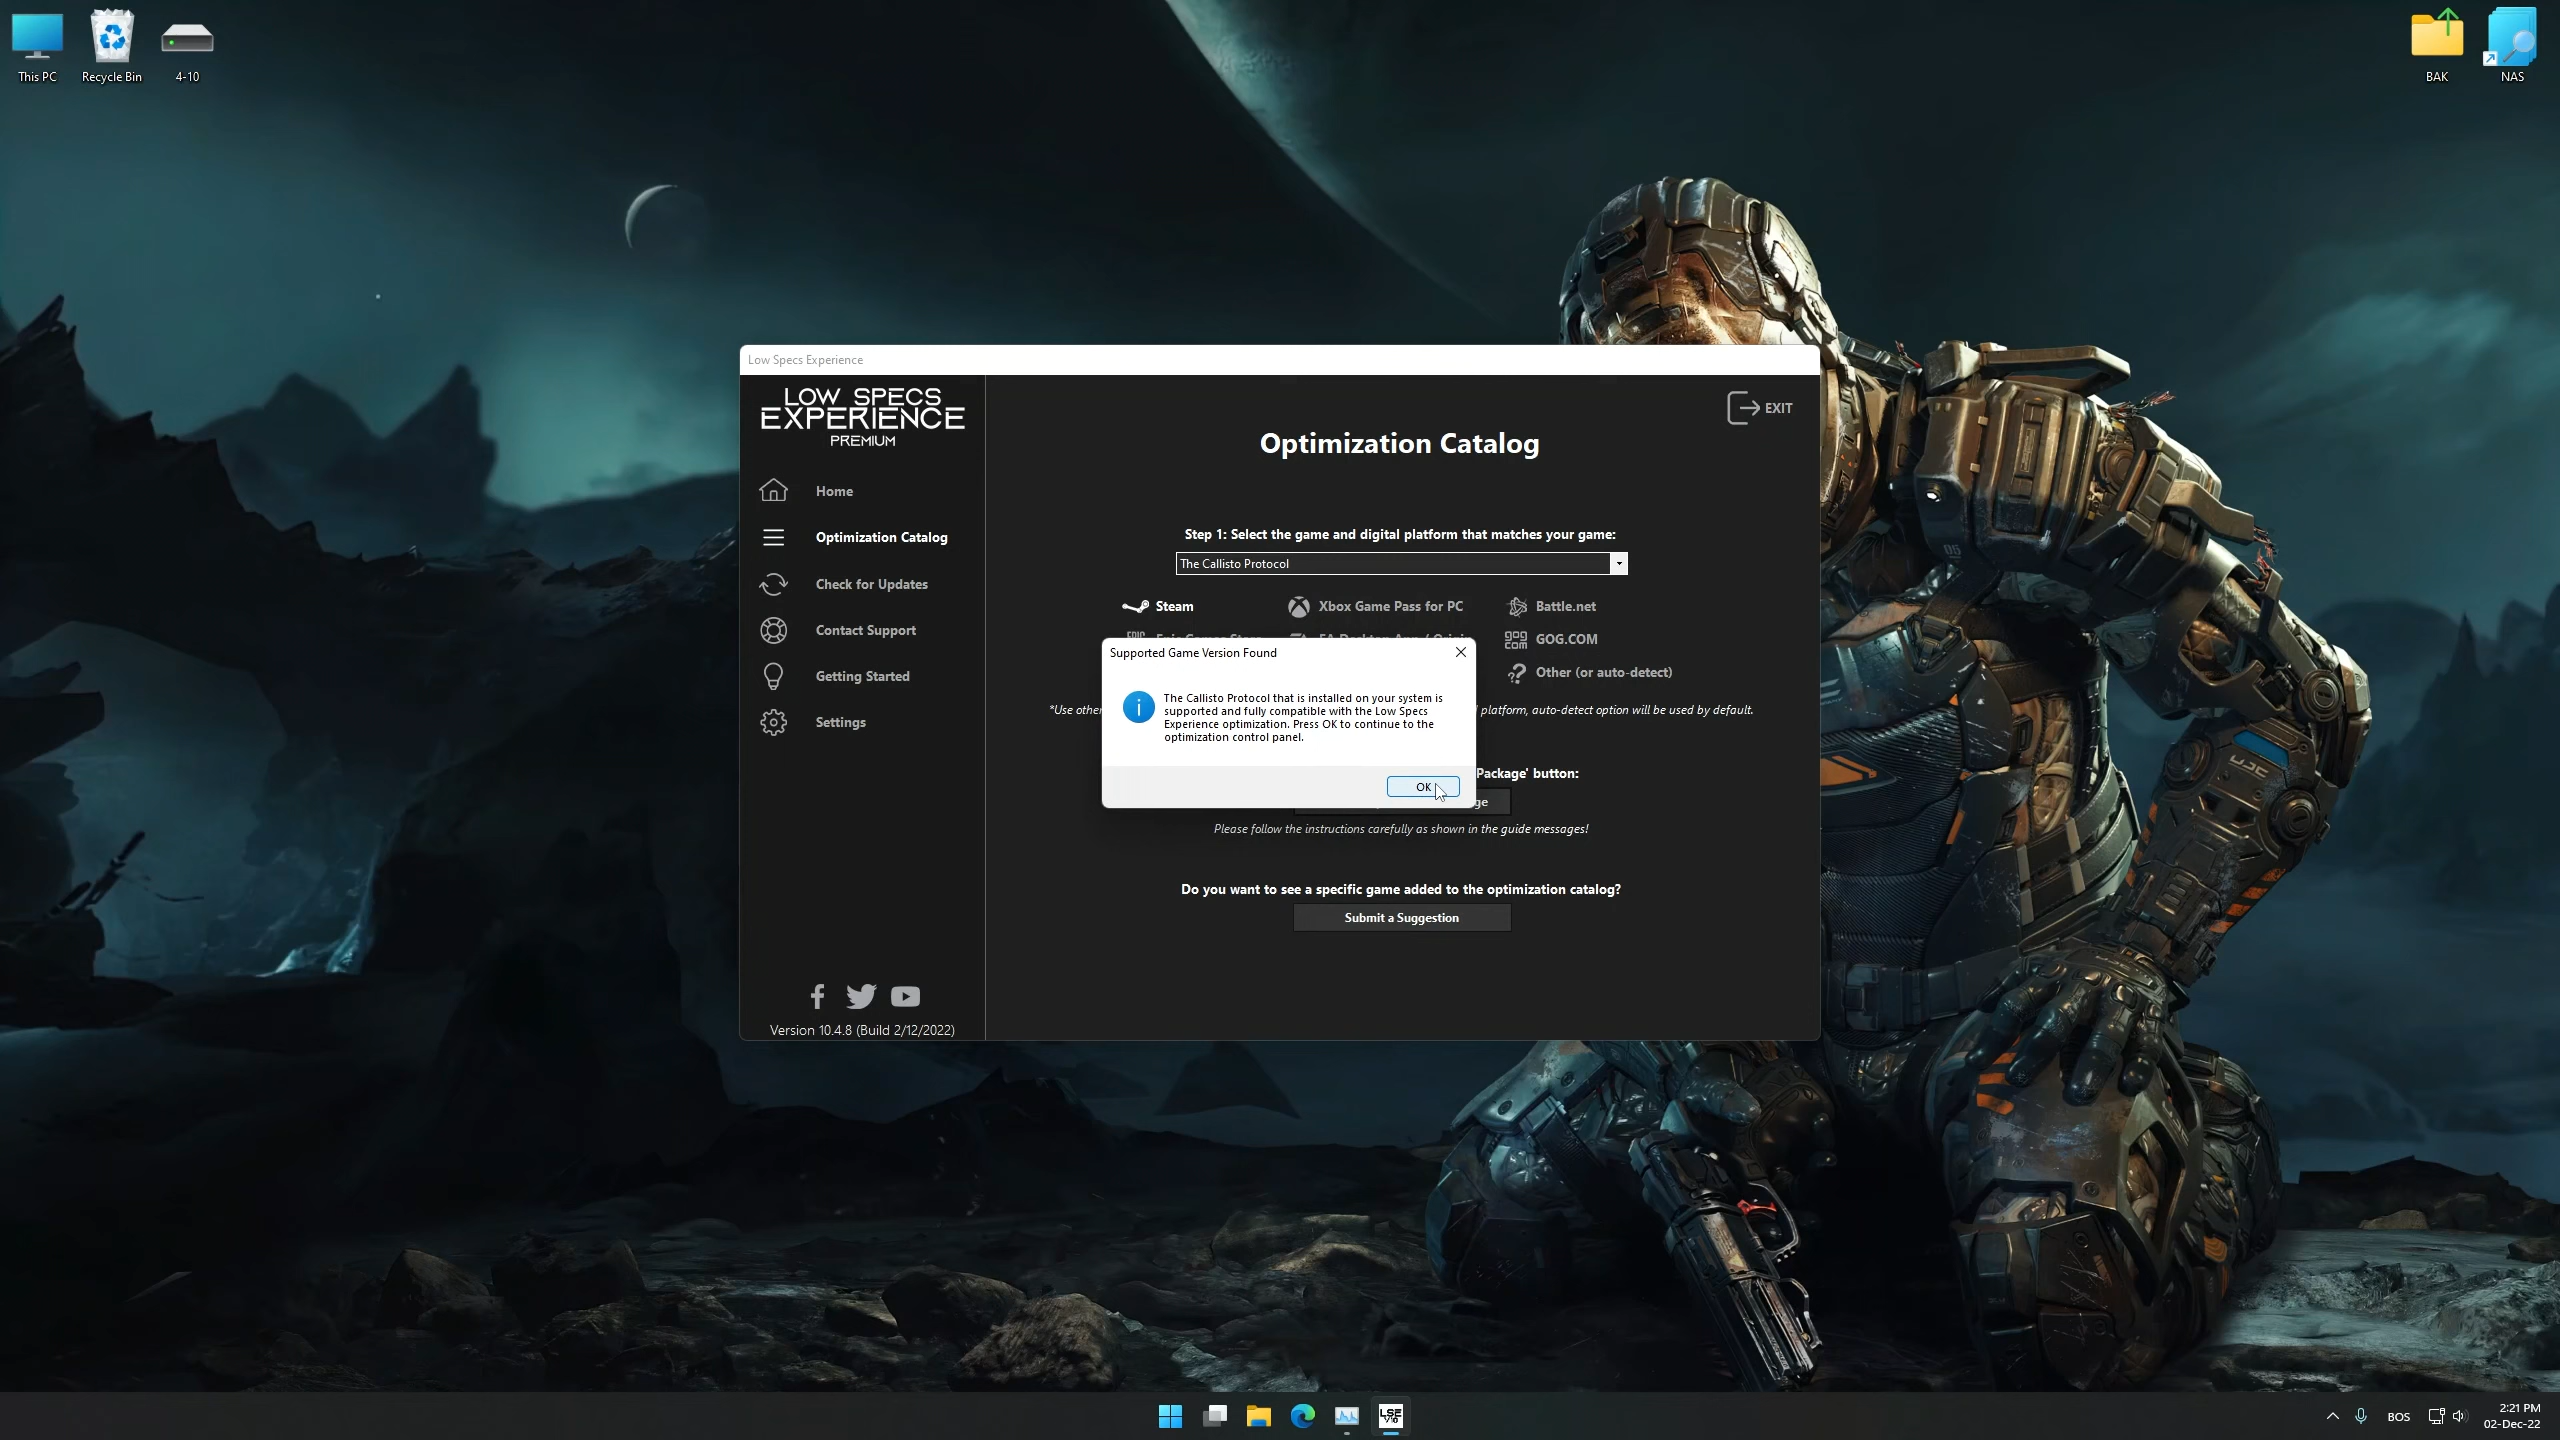 This PC
Recycle Bin
4-10
BAK
NAS
Low Specs Experience
LOW SPECS
EXPERIENCE
PREMIUM
Home
Optimization Catalog
Check for Updates
Contact Support
Getting Started
Settings
Version 10.4.8 (Build 2/12/2022)
EXIT
Optimization Catalog
Step 1: Select the game and digital platform that matches your game:
The Callisto Protocol
Steam
Xbox Game Pass for PC
Battle.net
GOG.COM
Other (or auto-detect)
*Use other
platform, auto-detect option will be used by default.
Supported Game Version Found
The Callisto Protocol that is installed on your system is
supported and fully compatible with the Low Specs
Experience optimization. Press OK to continue to the
optimization control panel.
OK
Package' button:
Please follow the instructions carefully as shown in the guide messages!
Do you want to see a specific game added to the optimization catalog?
Submit a Suggestion
LSE
BOS
2:21 PM
02-Dec-22